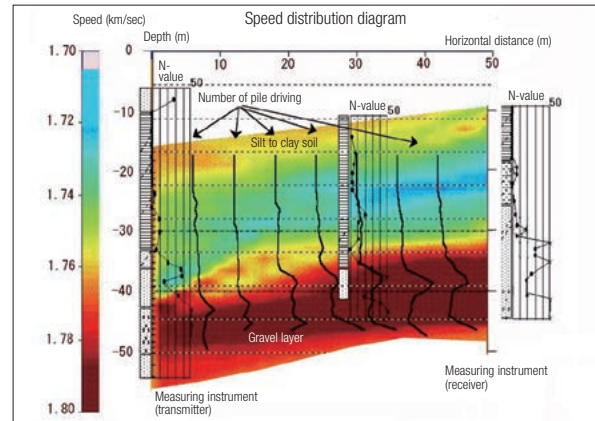 Speed distribution diagram
Speed (km/sec)
Depth (m)
Horizontal distance (m)
0 10 20 30 40 50
1.70
1.72
1.74
1.76
1.78
1.80
0
-10
-20
-30
-40
-50
N-
value
50
Number of pile driving
N-value
50
N-value
50
Silt to clay soil
Gravel layer
Measuring instrument
(transmitter)
Measuring instrument
(receiver)